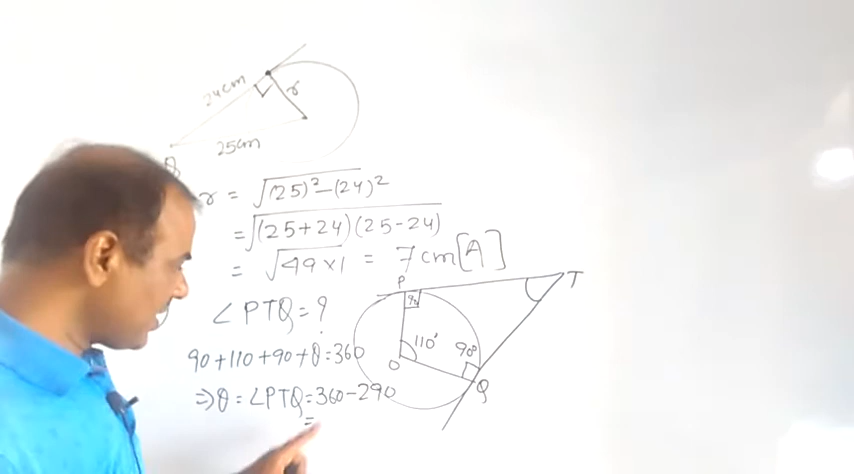 24cm
r
25cm
Q
r = √(25)²-(24)²
= √(25+24)(25-24)
= √49×1 = 7cm [A]
P
T
90
∠PTQ = ?
110°
90°
O
90+110+90+θ=360
Q
⇒ θ = ∠PTQ = 360-290
=